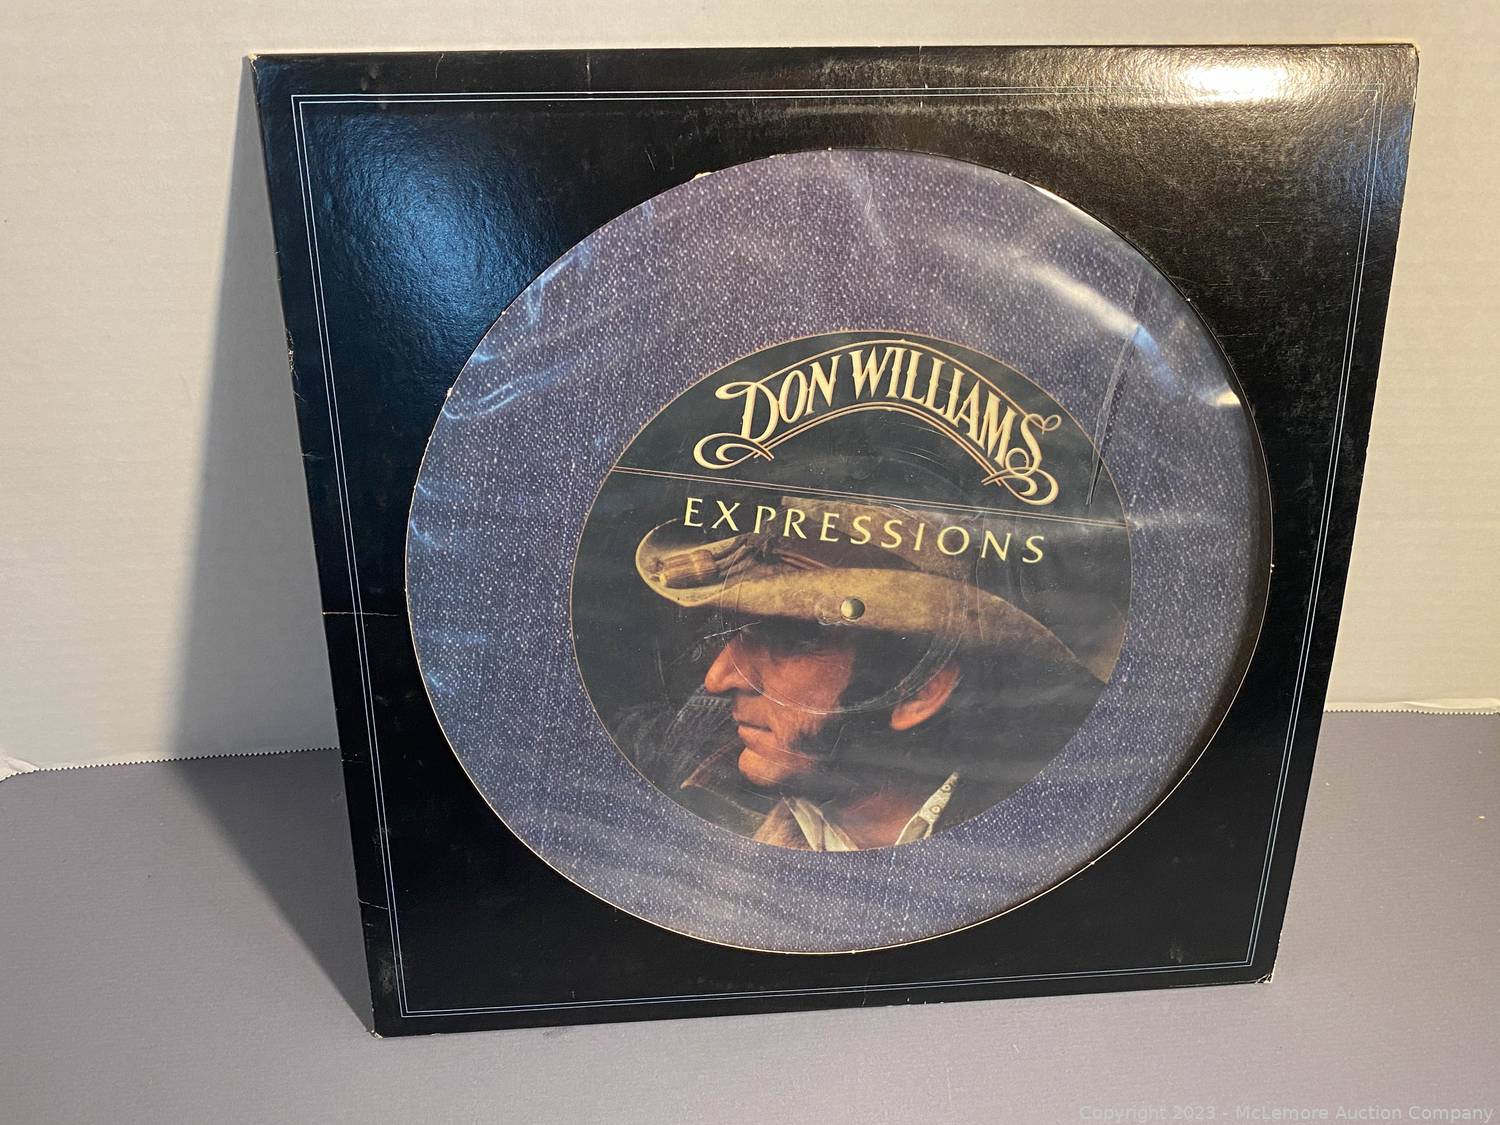 DON WILLIAMS
EXPRESSIONS
Copyright 2023 - McLemore Auction Company